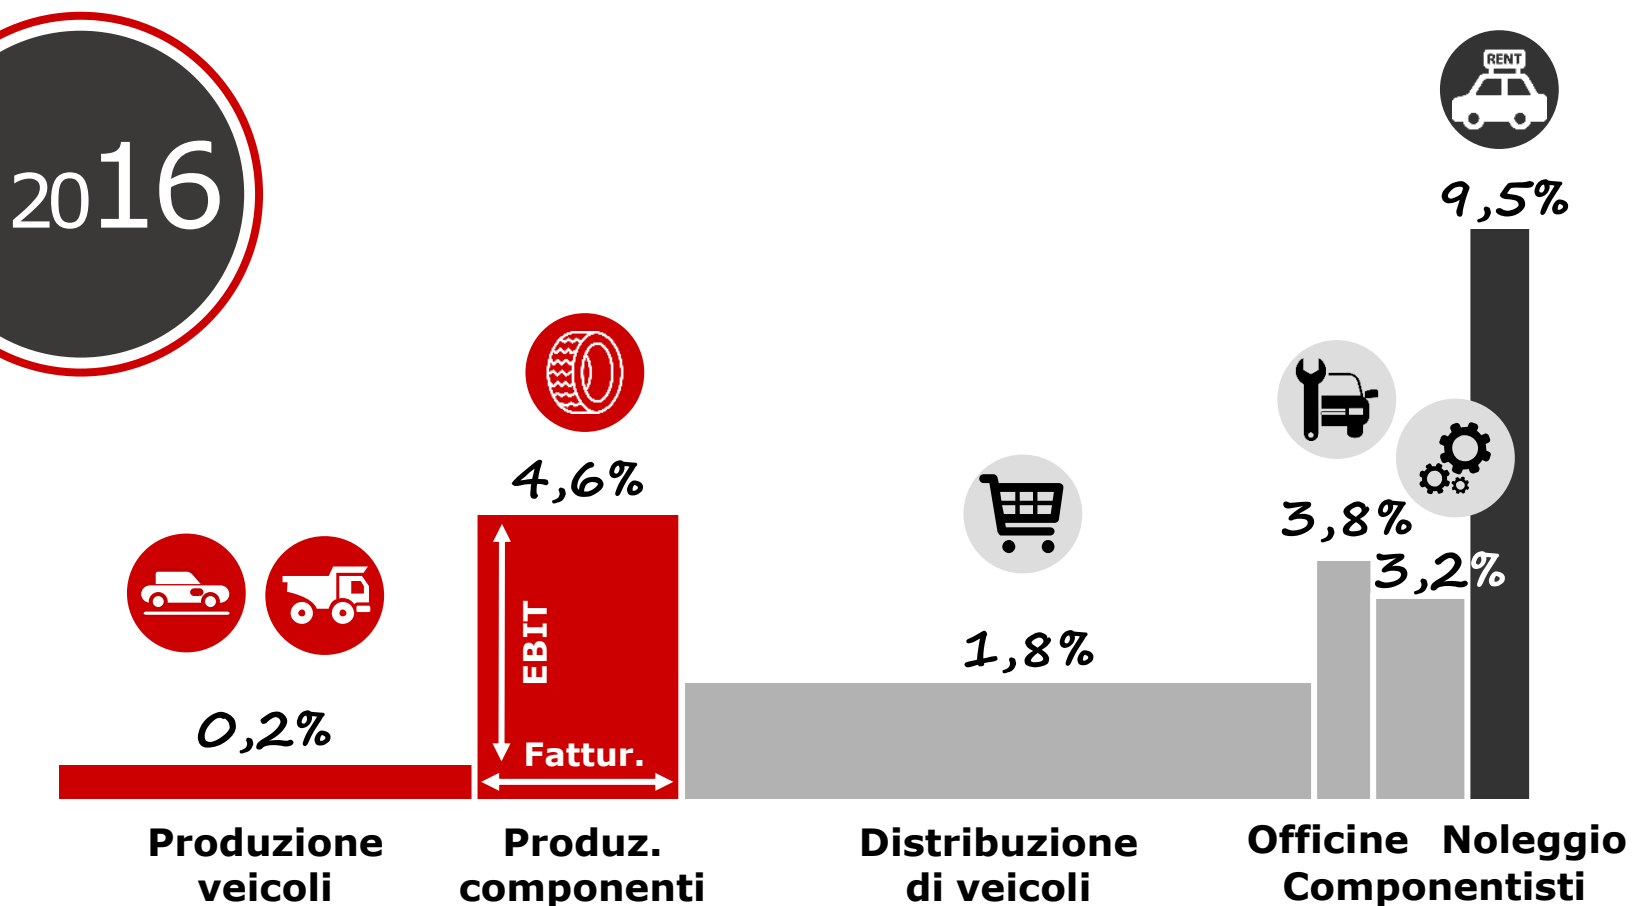 2016
RENT
9,5%
4,6%
3,8%
3,2%
1,8%
0,2%
EBIT
Fattur.
Produzione
veicoli
Produz.
componenti
Distribuzione
di veicoli
Officine
Noleggio
Componentisti